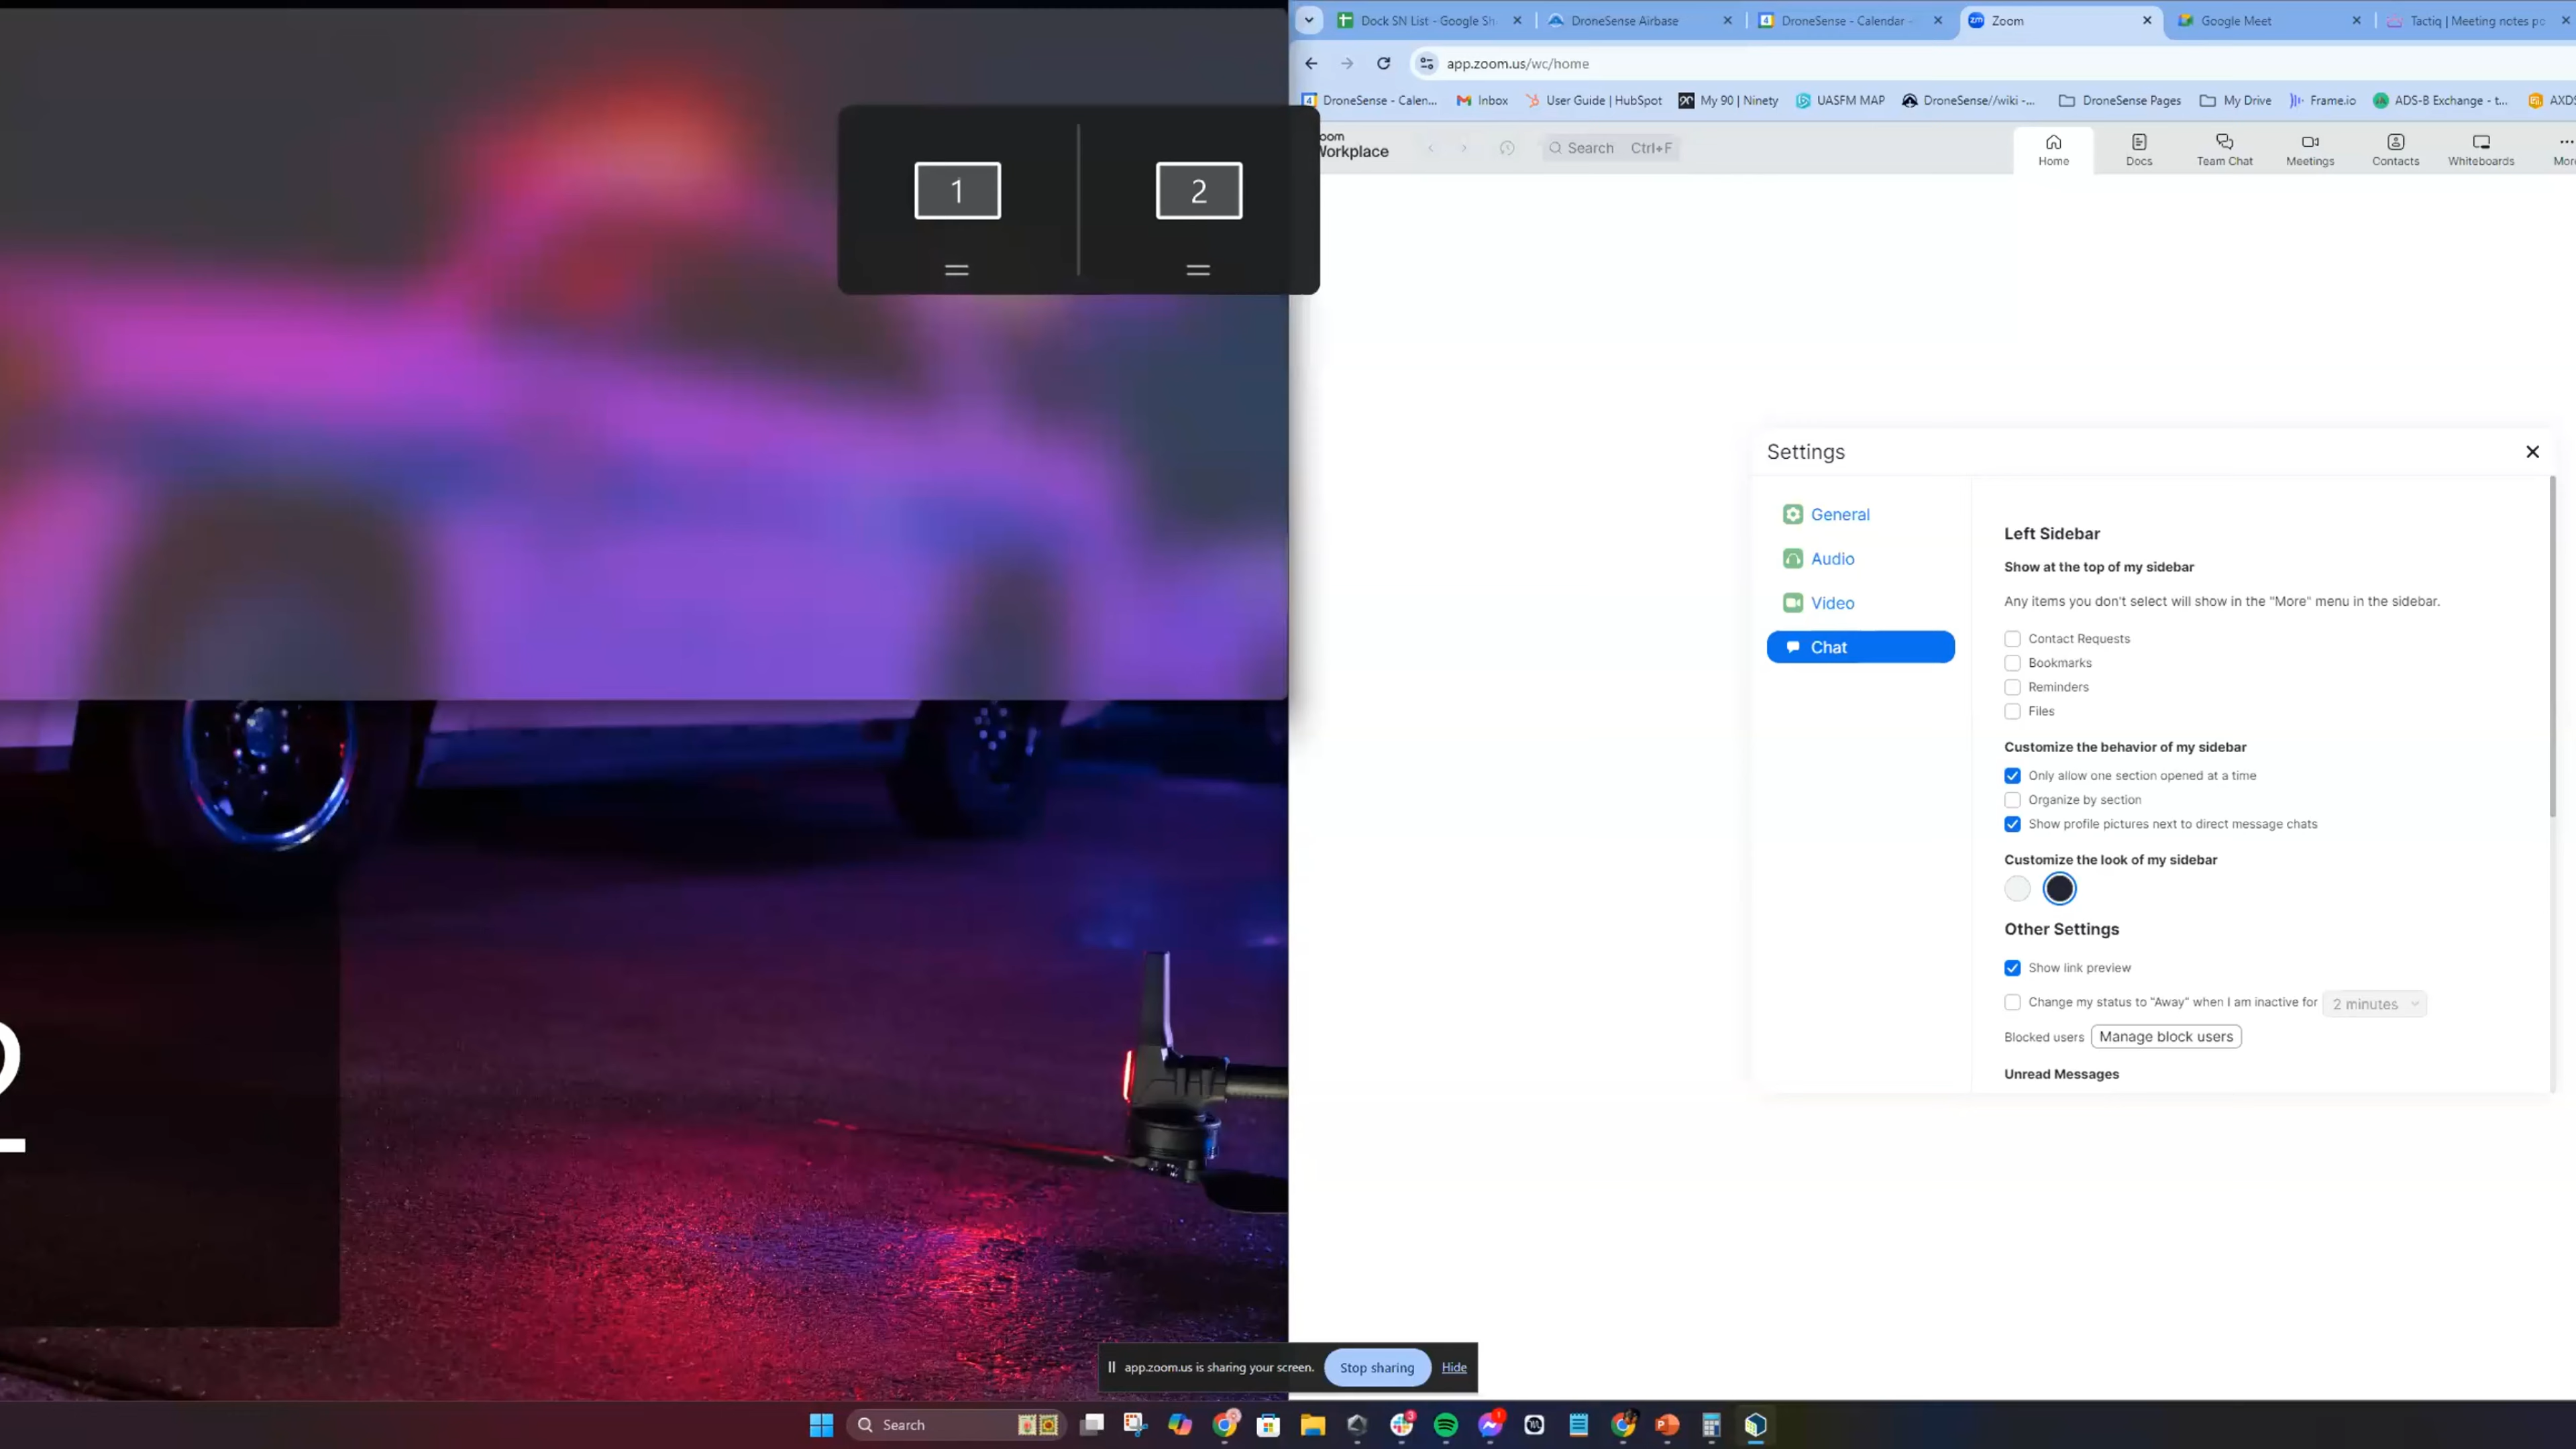 Dock SN List - Google Sh
DroneSense Airbase
DroneSense - Calendar -
Zoom
Google Meet
Tactiq | Meeting notes po
app.zoom.us/wc/home
DroneSense - Calen...
Inbox
User Guide | HubSpot
My 90 | Ninety
UASFM MAP
DroneSense//wiki -...
DroneSense Pages
My Drive
Frame.io
ADS-B Exchange - t...
AXDS
oom
Workplace
Search Ctrl+F
Home
Docs
Team Chat
Meetings
Contacts
Whiteboards
More
1
2
Settings
General
Audio
Video
Chat
Left Sidebar
Show at the top of my sidebar
Any items you don't select will show in the "More" menu in the sidebar.
Contact Requests
Bookmarks
Reminders
Files
Customize the behavior of my sidebar
Only allow one section opened at a time
Organize by section
Show profile pictures next to direct message chats
Customize the look of my sidebar
Other Settings
Show link preview
Change my status to "Away" when I am inactive for 2 minutes
Blocked users Manage block users
Unread Messages
2
app.zoom.us is sharing your screen. Stop sharing Hide
Search